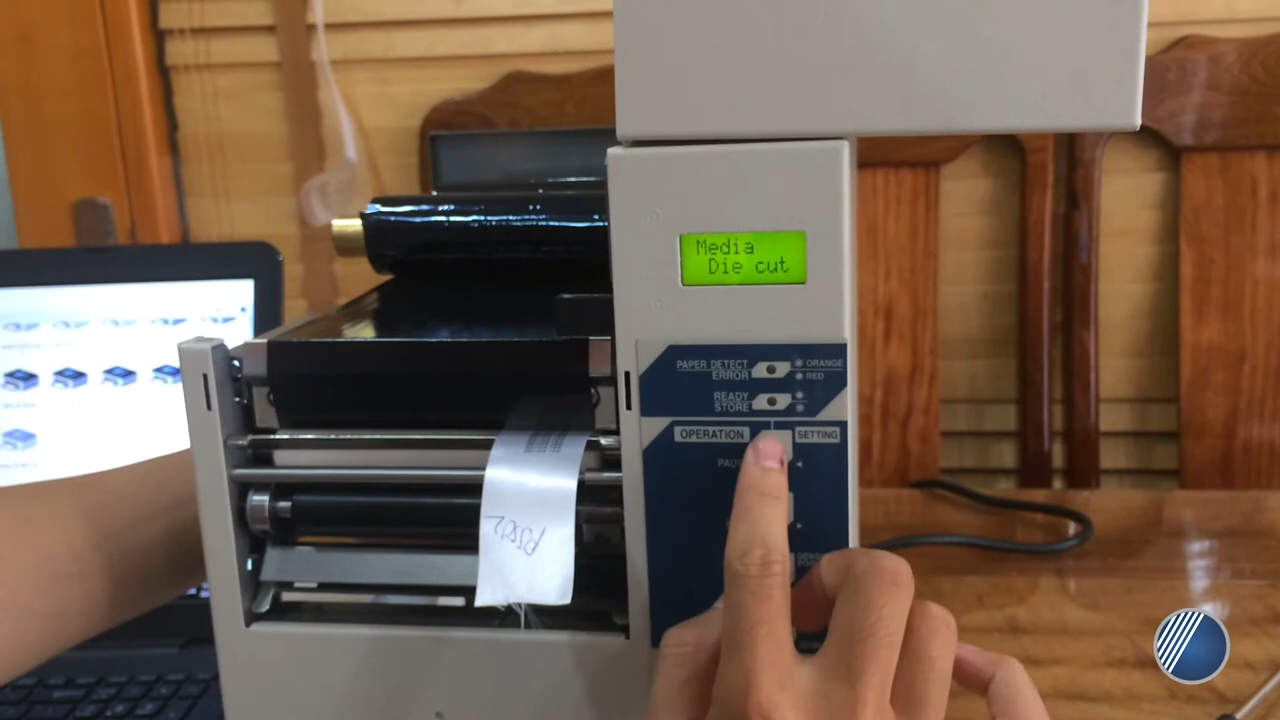 Media
Die cut
PAPER DETECT
ERROR
ORANGE
RED
READY
STORE
OPERATION
SETTING